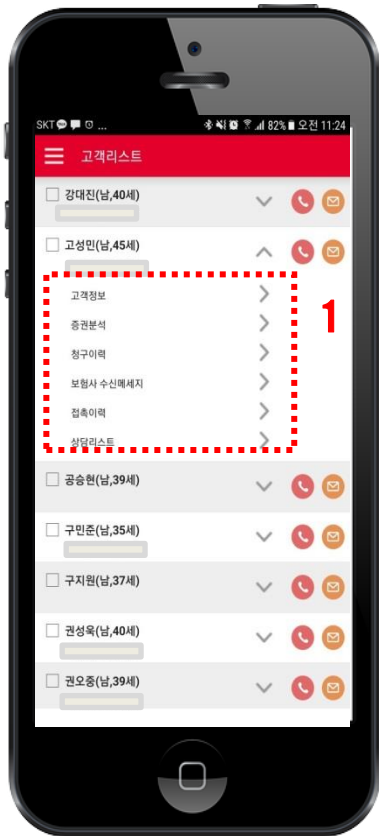 SKT ... 82% 오전 11:24
고객리스트
강대진(남,40세)
고성민(남,45세)
고객정보
증권분석
청구이력
보험사 수신메세지
접촉이력
상담리스트
1
공승현(남,39세)
구민준(남,35세)
구지원(남,37세)
권성욱(남,40세)
권오중(남,39세)